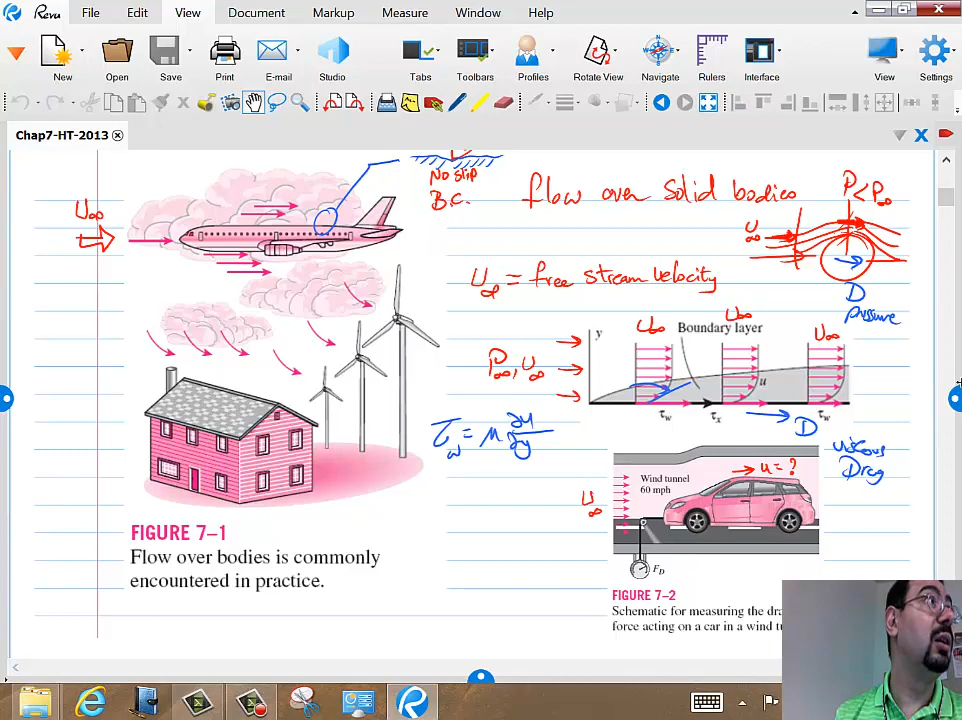 Revu File Edit View Document Markup Measure Window Help
New Open Save Print E-mail Studio Tabs Toolbars Profiles Rotate View Navigate Rulers Interface View Settings
Chap7-HT-2013
No slip
B.C.
Flow over solid bodies
P<P∞
U∞
U∞
U∞ = free stream velocity
D
pressure
y
U∞
Boundary layer
U∞
U∞
P∞, U∞
u
τw
τx
τw
D
τw = μ ∂u/∂y
viscous
Drag
Wind tunnel
60 mph
u = ?
U∞
FD
FIGURE 7–1
Flow over bodies is commonly
encountered in practice.
FIGURE 7–2
Schematic for measuring the dra
force acting on a car in a wind tu